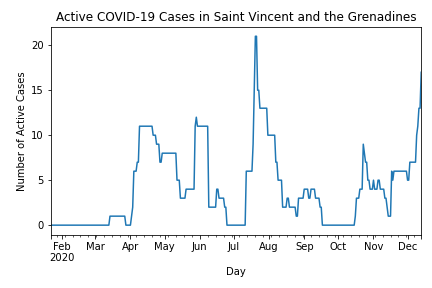 Active COVID-19 Cases in Saint Vincent and the Grenadines
Number of Active Cases
20
15
10
5
0
Feb Mar Apr May Jun Jul Aug Sep Oct Nov Dec
2020
Day